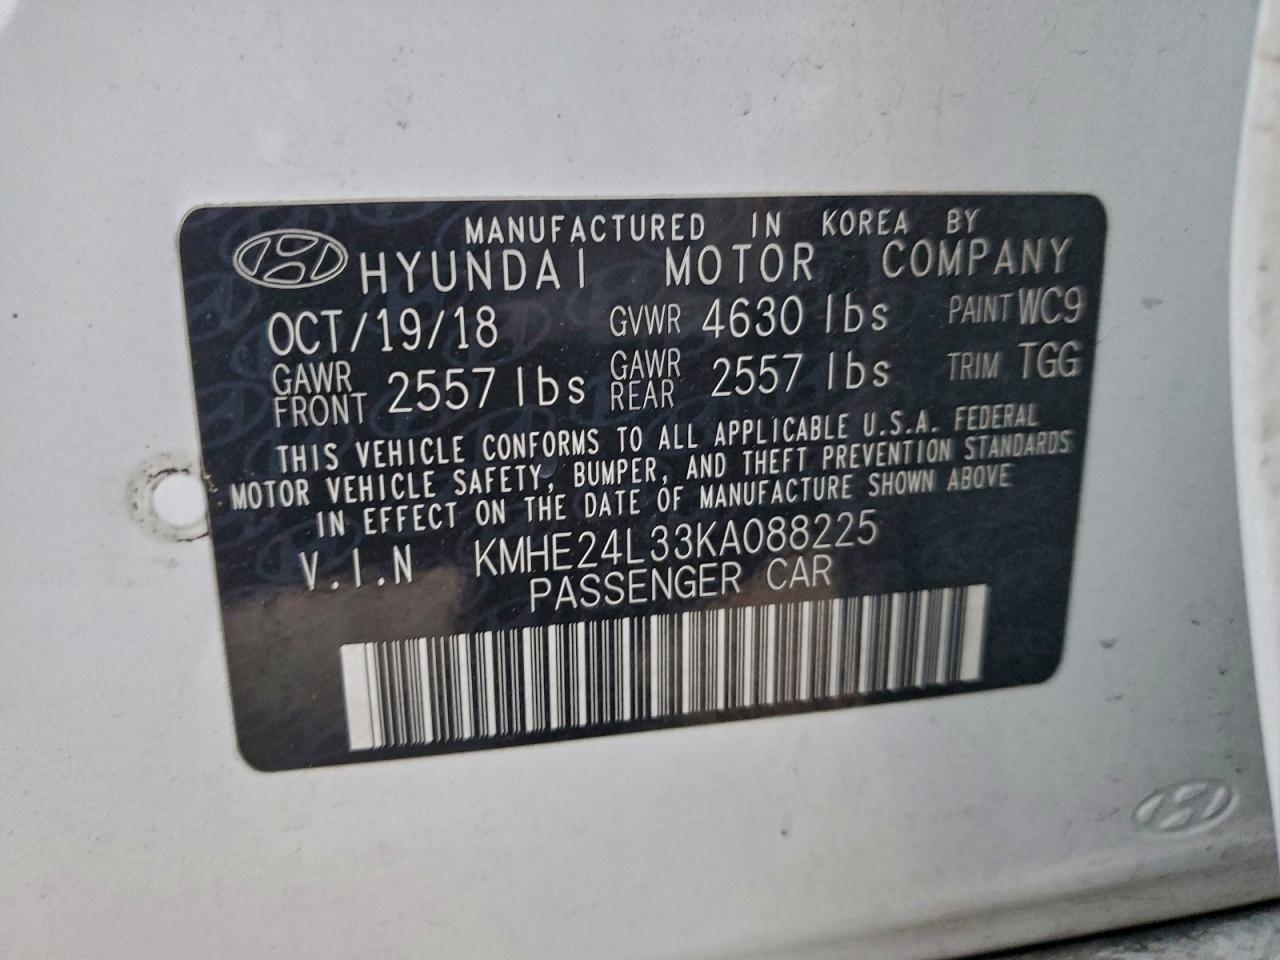 MANUFACTURED IN KOREA BY
HYUNDAI MOTOR COMPANY
OCT/19/18 GVWR 4630 lbs PAINT WC9
GAWR FRONT 2557 lbs GAWR REAR 2557 lbs TRIM TGG
THIS VEHICLE CONFORMS TO ALL APPLICABLE U.S.A. FEDERAL
MOTOR VEHICLE SAFETY, BUMPER, AND THEFT PREVENTION STANDARDS
IN EFFECT ON THE DATE OF MANUFACTURE SHOWN ABOVE
V.I.N KMHE24L33KA088225
PASSENGER CAR